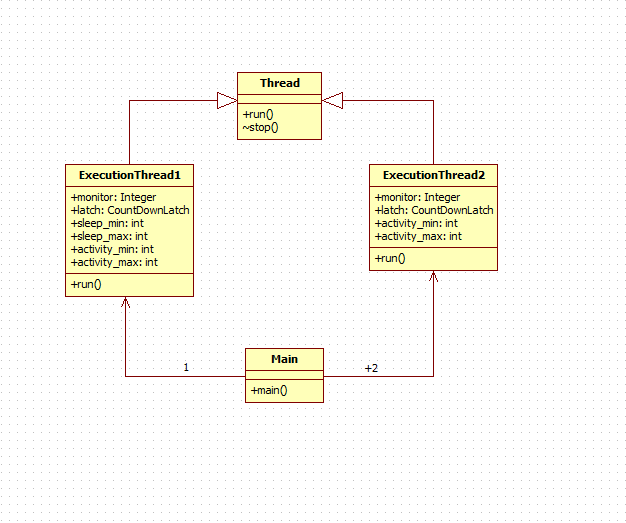 Thread
+run()
~stop()
ExecutionThread1
+monitor: Integer
+latch: CountDownLatch
+sleep_min: int
+sleep_max: int
+activity_min: int
+activity_max: int
+run()
ExecutionThread2
+monitor: Integer
+latch: CountDownLatch
+activity_min: int
+activity_max: int
+run()
1
Main
+main()
+2